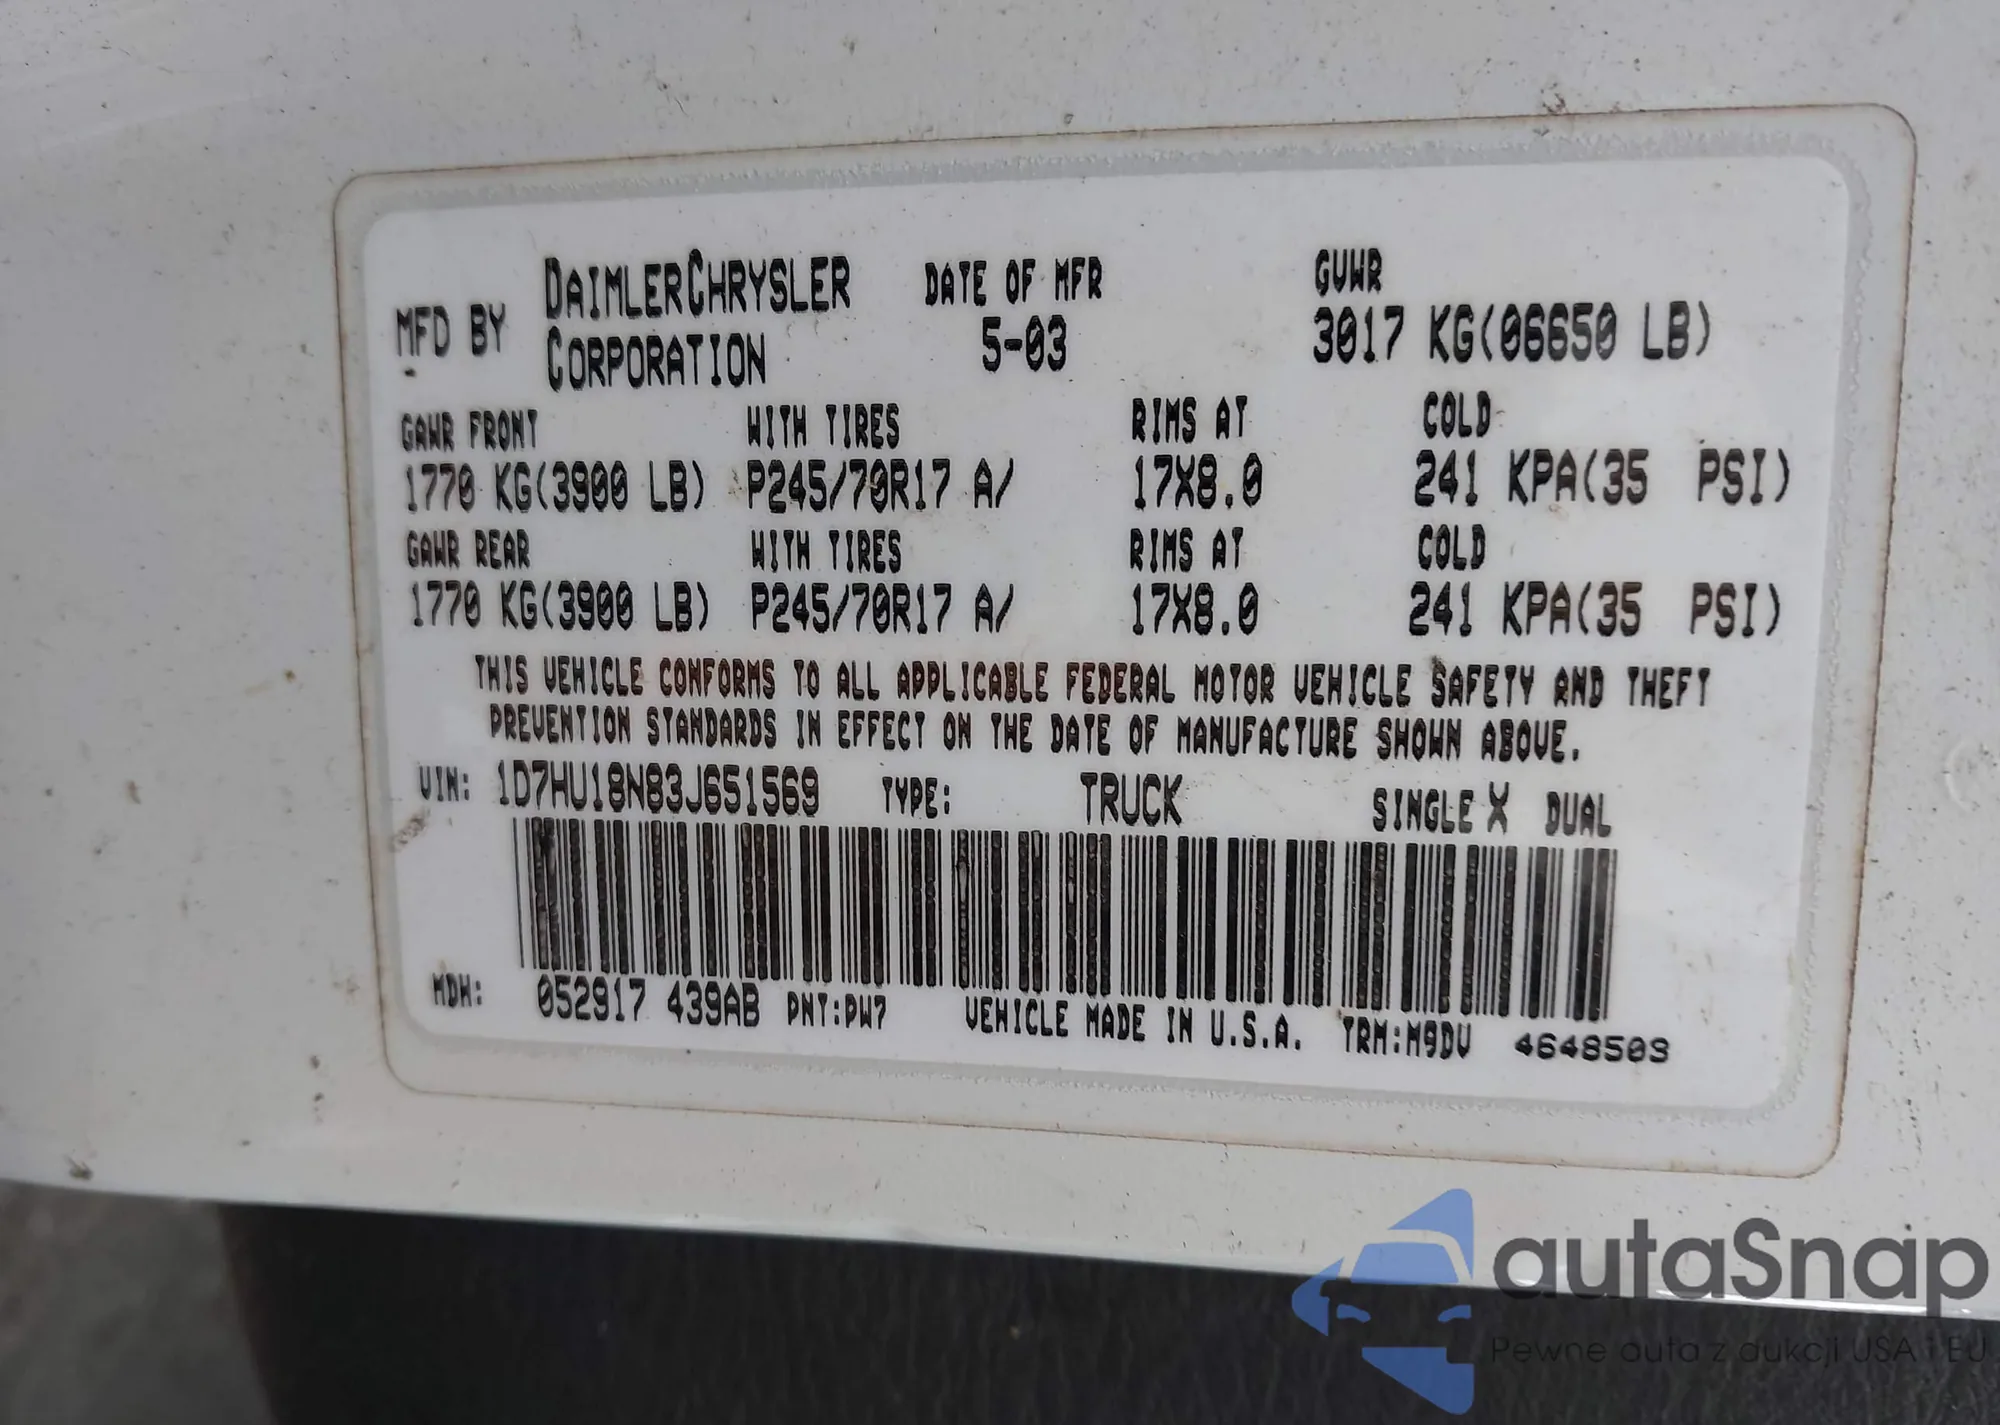 MFD BY DAIMLERCHRYSLER CORPORATION
DATE OF MFR
5-03
GVWR
3017 KG(06650 LB)
GAWR FRONT WITH TIRES RIMS AT COLD
1770 KG(3900 LB) P245/70R17 A/ 17X8.0 241 KPA(35 PSI)
GAWR REAR WITH TIRES RIMS AT COLD
1770 KG(3900 LB) P245/70R17 A/ 17X8.0 241 KPA(35 PSI)
THIS VEHICLE CONFORMS TO ALL APPLICABLE FEDERAL MOTOR VEHICLE SAFETY AND THEFT
PREVENTION STANDARDS IN EFFECT ON THE DATE OF MANUFACTURE SHOWN ABOVE.
VIN: 1D7HU18N83J651569 TYPE: TRUCK SINGLE X DUAL
MDH: 052917 439AB PNT:PW7 VEHICLE MADE IN U.S.A. TRM:M9DV 4648503
autaSnap
Pewne auta z aukcji USA i EU